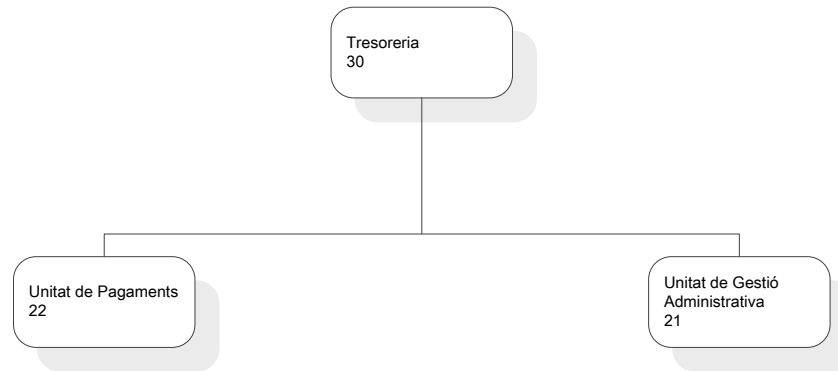 Tresoreria
30
Unitat de Pagaments
22
Unitat de Gestió
Administrativa
21